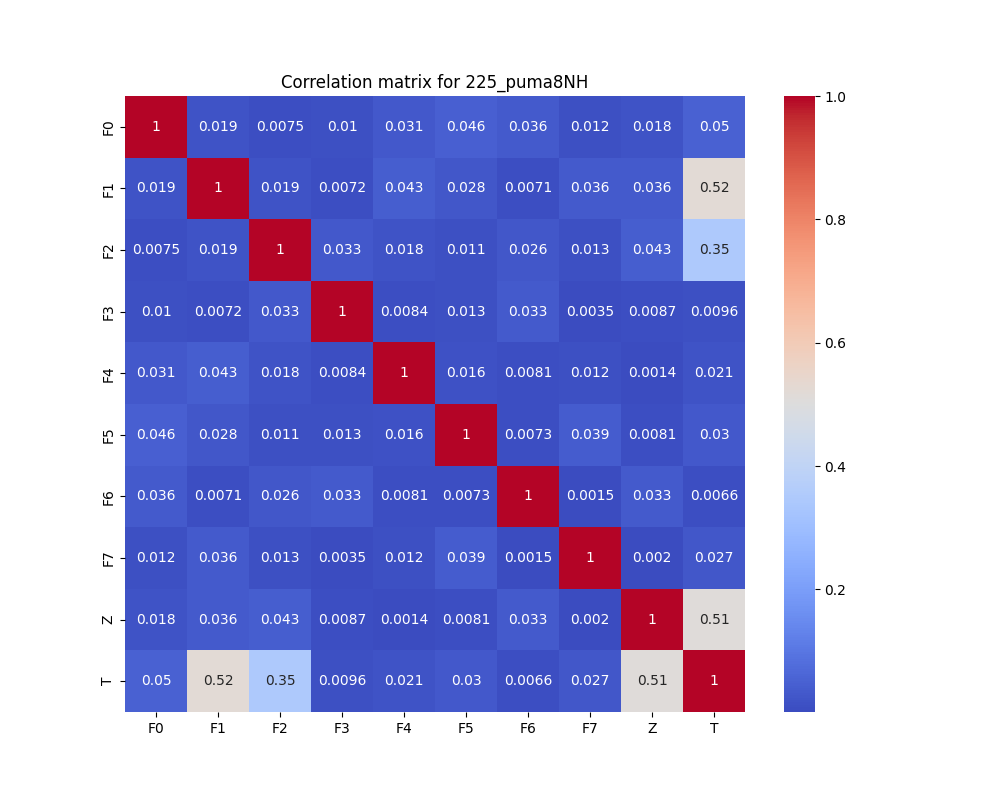 Correlation matrix for 225_puma8NH
F0 1 0.019 0.0075 0.01 0.031 0.046 0.036 0.012 0.018 0.05
F1 0.019 1 0.019 0.0072 0.043 0.028 0.0071 0.036 0.036 0.52
F2 0.0075 0.019 1 0.033 0.018 0.011 0.026 0.013 0.043 0.35
F3 0.01 0.0072 0.033 1 0.0084 0.013 0.033 0.0035 0.0087 0.0096
F4 0.031 0.043 0.018 0.0084 1 0.016 0.0081 0.012 0.0014 0.021
F5 0.046 0.028 0.011 0.013 0.016 1 0.0073 0.039 0.0081 0.03
F6 0.036 0.0071 0.026 0.033 0.0081 0.0073 1 0.0015 0.033 0.0066
F7 0.012 0.036 0.013 0.0035 0.012 0.039 0.0015 1 0.002 0.027
Z 0.018 0.036 0.043 0.0087 0.0014 0.0081 0.033 0.002 1 0.51
T 0.05 0.52 0.35 0.0096 0.021 0.03 0.0066 0.027 0.51 1
F0 F1 F2 F3 F4 F5 F6 F7 Z T
1.0
0.8
0.6
0.4
0.2